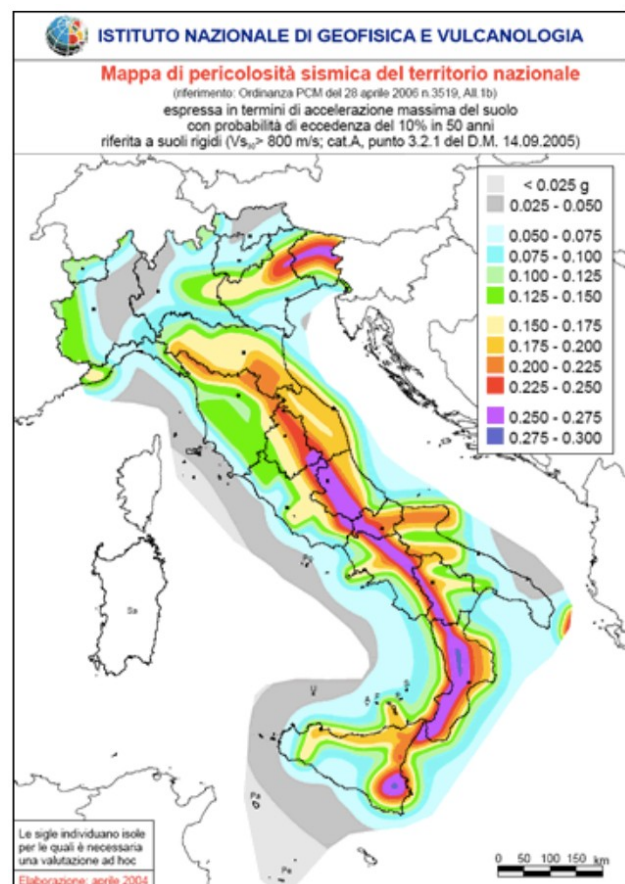 ISTITUTO NAZIONALE DI GEOFISICA E VULCANOLOGIA
Mappa di pericolosità sismica del territorio nazionale
(riferimento: Ordinanza PCM del 28 aprile 2006 n.3519, All.1b)
espressa in termini di accelerazione massima del suolo
con probabilità di eccedenza del 10% in 50 anni
riferita a suoli rigidi (Vs₃₀> 800 m/s; cat.A, punto 3.2.1 del D.M. 14.09.2005)
< 0.025 g
0.025 - 0.050
0.050 - 0.075
0.075 - 0.100
0.100 - 0.125
0.125 - 0.150
0.150 - 0.175
0.175 - 0.200
0.200 - 0.225
0.225 - 0.250
0.250 - 0.275
0.275 - 0.300
Sa
U
Pa
Pe
Le sigle individuano isole
per le quali è necessaria
una valutazione ad hoc
Elaborazione: aprile 2004
0 50 100 150 km